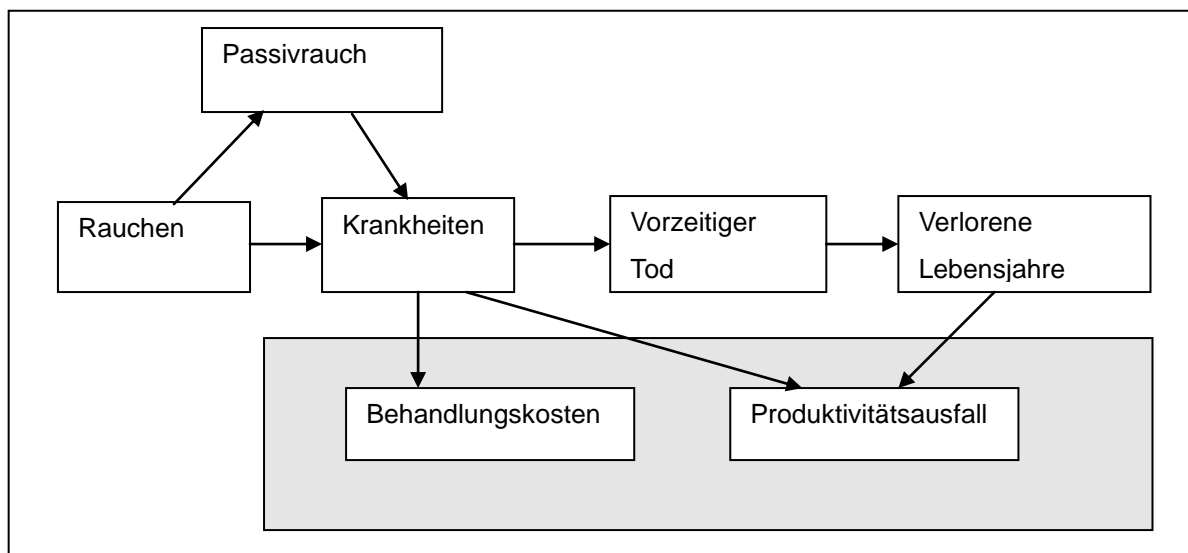 Passivrauch
Rauchen
Krankheiten
Vorzeitiger
Tod
Verlorene
Lebensjahre
Behandlungskosten
Produktivitätsausfall